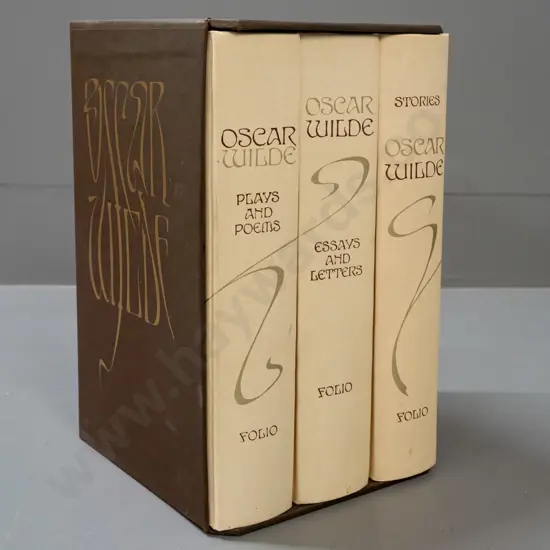 OSCAR
WILDE
OSCAR
WILDE
PLAYS
AND
POEMS
FOLIO
OSCAR
WILDE
ESSAYS
AND
LETTERS
FOLIO
STORIES
OSCAR
WILDE
FOLIO